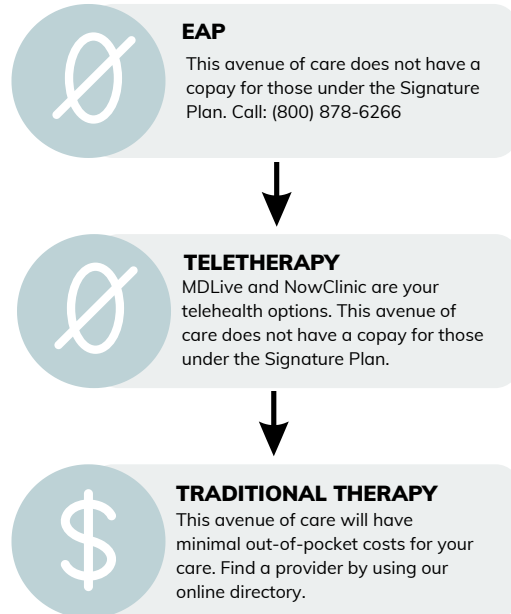 EAP
This avenue of care does not have a
copay for those under the Signature
Plan. Call: (800) 878-6266
TELETHERAPY
MDLive and NowClinic are your
telehealth options. This avenue of
care does not have a copay for those
under the Signature Plan.
$
TRADITIONAL THERAPY
This avenue of care will have
minimal out-of-pocket costs for your
care. Find a provider by using our
online directory.